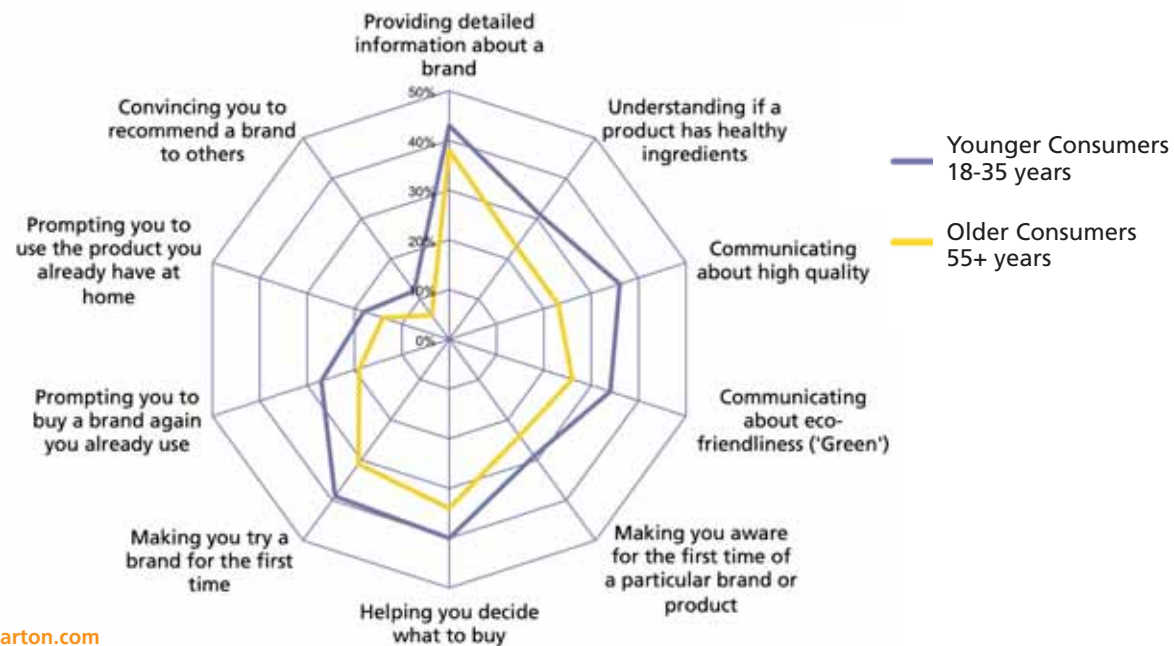 Providing detailed
information about a
brand
50%
40%
30%
20%
10%
0%
Understanding if a
product has healthy
ingredients
Communicating
about high quality
Communicating
about eco-
friendliness ('Green')
Making you aware
for the first time of
a particular brand or
product
Helping you decide
what to buy
Making you try a
brand for the first
time
Prompting you to
buy a brand again
you already use
Prompting you to
use the product you
already have at
home
Convincing you to
recommend a brand
to others
Younger Consumers
18-35 years
Older Consumers
55+ years
arton.com